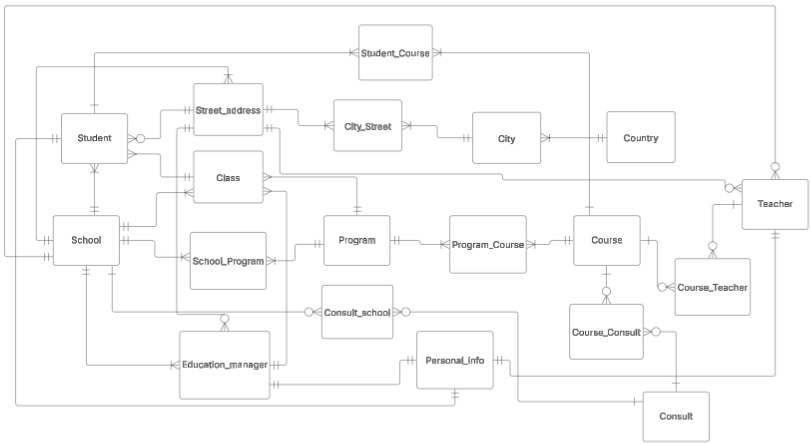 Student_Course
Street_address
City_Street
Student
City
Country
Class
Teacher
School
Program
Program_Course
Course
School_Program
Course_Teacher
Consult_school
Course_Consult
Education_manager
Personal_info
Consult